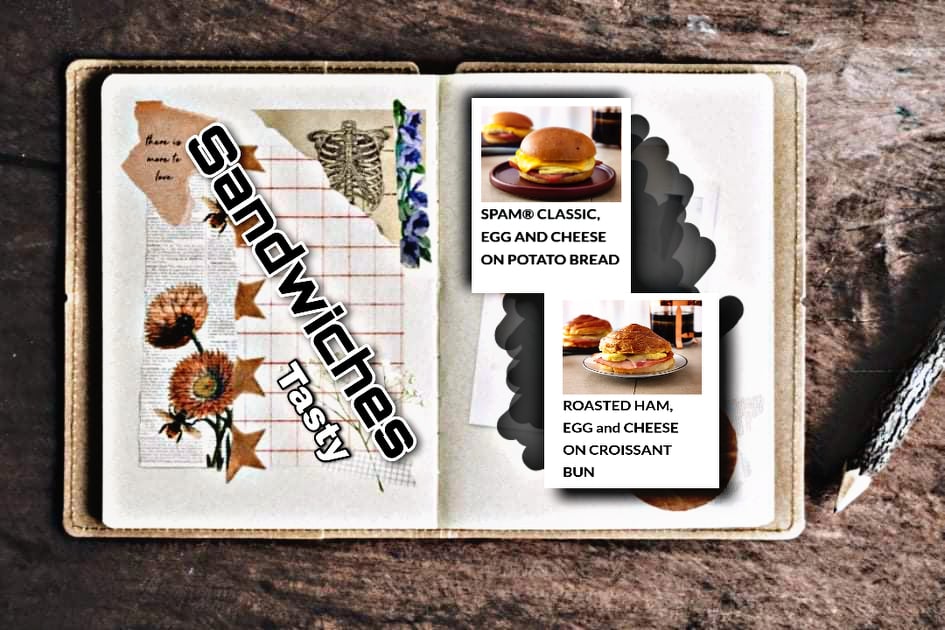 there is
more to
love
Sandwiches
Tasty
SPAM® CLASSIC,
EGG AND CHEESE
ON POTATO BREAD
ROASTED HAM,
EGG and CHEESE
ON CROISSANT
BUN